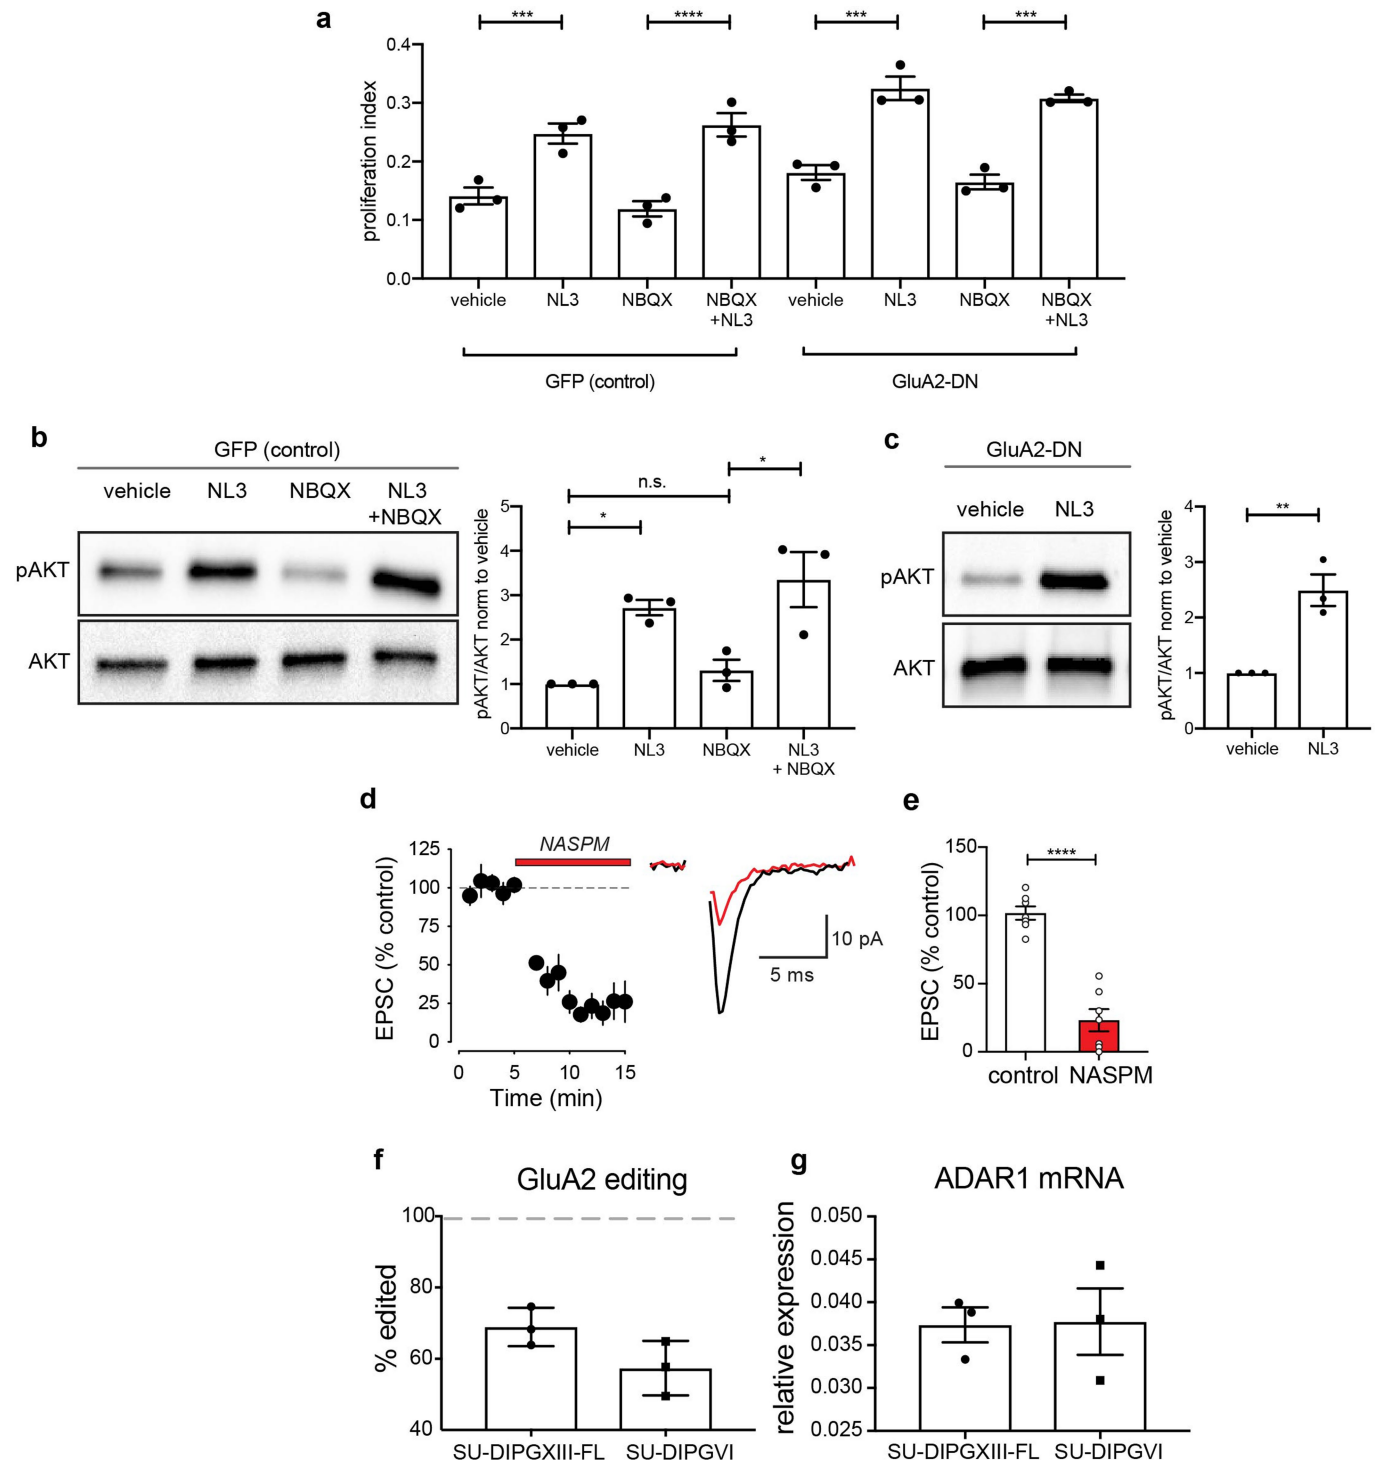 a
*** **** *** ***
proliferation index
0.4
0.3
0.2
0.1
0.0
vehicle NL3 NBQX NBQX vehicle NL3 NBQX NBQX
+NL3 +NL3
GFP (control) GluA2-DN
b
GFP (control)
vehicle NL3 NBQX NL3
+NBQX
pAKT
AKT
pAKT/AKT norm to vehicle
5
4
3
2
1
0
*
n.s.
*
vehicle NL3 NBQX NL3
+ NBQX
c
GluA2-DN
vehicle NL3
pAKT
AKT
pAKT/AKT norm to vehicle
4
3
2
1
0
**
vehicle NL3
d
EPSC (% control)
125
100
75
50
25
0
NASPM
0 5 10 15
Time (min)
10 pA
5 ms
e
EPSC (% control)
150
100
50
0
****
control NASPM
f
GluA2 editing
% edited
100
80
60
40
SU-DIPGXIII-FL SU-DIPGVI
g
ADAR1 mRNA
relative expression
0.050
0.045
0.040
0.035
0.030
0.025
SU-DIPGXIII-FL SU-DIPGVI